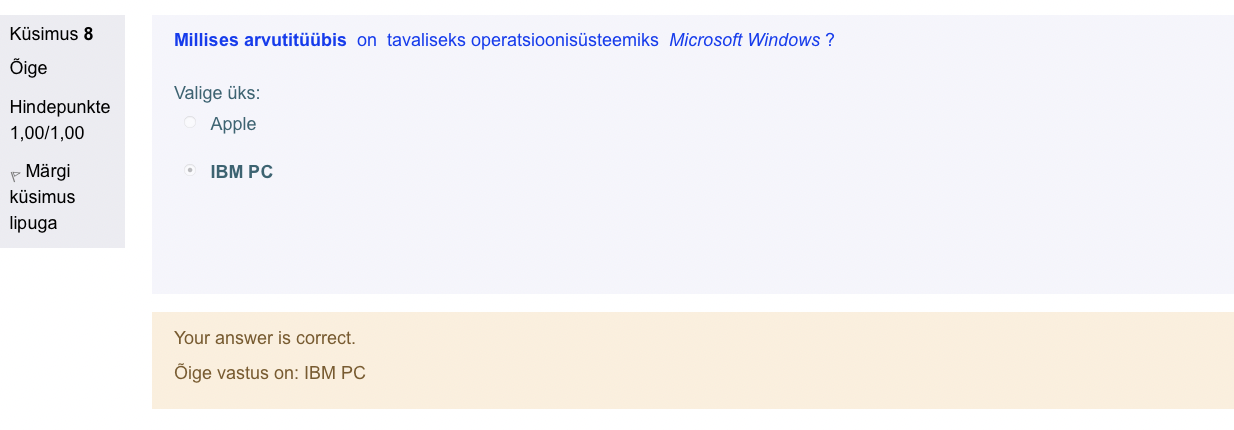 Küsimus 8
Õige
Hindepunkte
1,00/1,00
Märgi
küsimus
lipuga
Millises arvutitüübis on tavaliseks operatsioonisüsteemiks Microsoft Windows ?
Valige üks:
Apple
IBM PC
Your answer is correct.
Õige vastus on: IBM PC